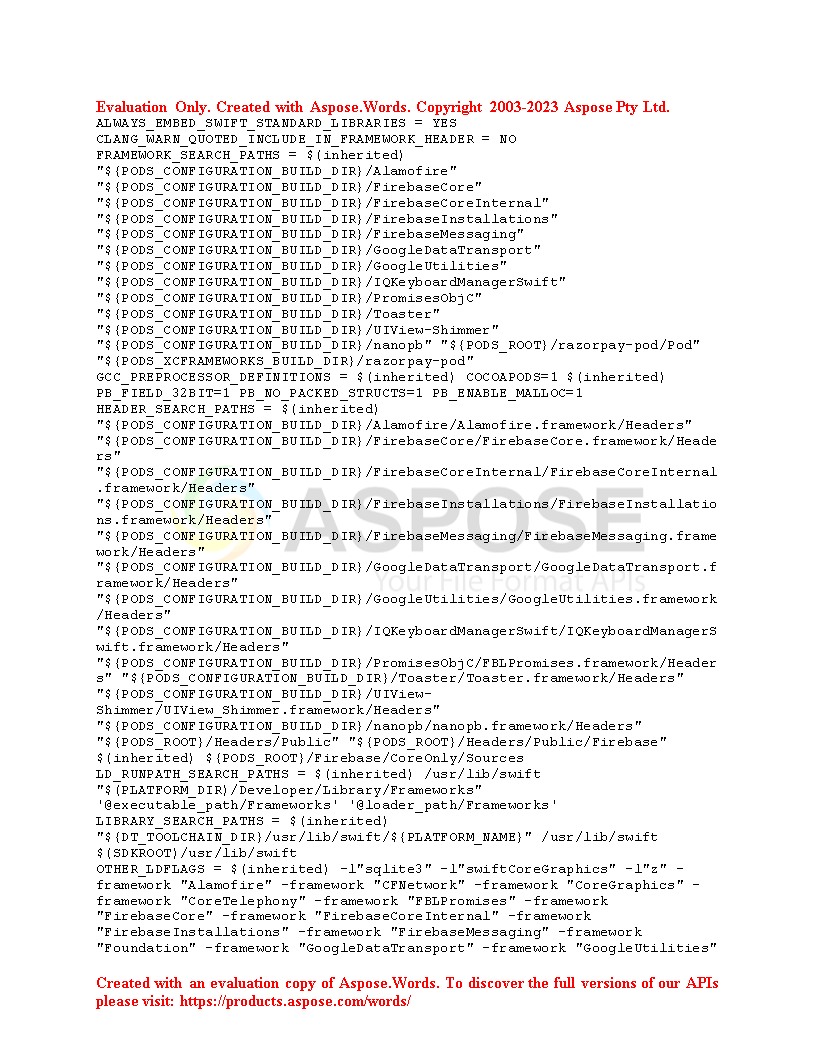 Evaluation Only. Created with Aspose.Words. Copyright 2003-2023 Aspose Pty Ltd.
ALWAYS_EMBED_SWIFT_STANDARD_LIBRARIES = YES
CLANG_WARN_QUOTED_INCLUDE_IN_FRAMEWORK_HEADER = NO
FRAMEWORK_SEARCH_PATHS = $(inherited)
"${PODS_CONFIGURATION_BUILD_DIR}/Alamofire"
"${PODS_CONFIGURATION_BUILD_DIR}/FirebaseCore"
"${PODS_CONFIGURATION_BUILD_DIR}/FirebaseCoreInternal"
"${PODS_CONFIGURATION_BUILD_DIR}/FirebaseInstallations"
"${PODS_CONFIGURATION_BUILD_DIR}/FirebaseMessaging"
"${PODS_CONFIGURATION_BUILD_DIR}/GoogleDataTransport"
"${PODS_CONFIGURATION_BUILD_DIR}/GoogleUtilities"
"${PODS_CONFIGURATION_BUILD_DIR}/IQKeyboardManagerSwift"
"${PODS_CONFIGURATION_BUILD_DIR}/PromisesObjC"
"${PODS_CONFIGURATION_BUILD_DIR}/Toaster"
"${PODS_CONFIGURATION_BUILD_DIR}/UIView-Shimmer"
"${PODS_CONFIGURATION_BUILD_DIR}/nanopb" "${PODS_ROOT}/razorpay-pod/Pod"
"${PODS_XCFRAMEWORKS_BUILD_DIR}/razorpay-pod"
GCC_PREPROCESSOR_DEFINITIONS = $(inherited) COCOAPODS=1 $(inherited)
PB_FIELD_32BIT=1 PB_NO_PACKED_STRUCTS=1 PB_ENABLE_MALLOC=1
HEADER_SEARCH_PATHS = $(inherited)
"${PODS_CONFIGURATION_BUILD_DIR}/Alamofire/Alamofire.framework/Headers"
"${PODS_CONFIGURATION_BUILD_DIR}/FirebaseCore/FirebaseCore.framework/Heade
rs"
"${PODS_CONFIGURATION_BUILD_DIR}/FirebaseCoreInternal/FirebaseCoreInternal
.framework/Headers"
"${PODS_CONFIGURATION_BUILD_DIR}/FirebaseInstallations/FirebaseInstallatio
ns.framework/Headers"
"${PODS_CONFIGURATION_BUILD_DIR}/FirebaseMessaging/FirebaseMessaging.frame
work/Headers"
"${PODS_CONFIGURATION_BUILD_DIR}/GoogleDataTransport/GoogleDataTransport.f
ramework/Headers"
"${PODS_CONFIGURATION_BUILD_DIR}/GoogleUtilities/GoogleUtilities.framework
/Headers"
"${PODS_CONFIGURATION_BUILD_DIR}/IQKeyboardManagerSwift/IQKeyboardManagerS
wift.framework/Headers"
"${PODS_CONFIGURATION_BUILD_DIR}/PromisesObjC/FBLPromises.framework/Header
s" "${PODS_CONFIGURATION_BUILD_DIR}/Toaster/Toaster.framework/Headers"
"${PODS_CONFIGURATION_BUILD_DIR}/UIView-
Shimmer/UIView_Shimmer.framework/Headers"
"${PODS_CONFIGURATION_BUILD_DIR}/nanopb/nanopb.framework/Headers"
"${PODS_ROOT}/Headers/Public" "${PODS_ROOT}/Headers/Public/Firebase"
$(inherited) ${PODS_ROOT}/Firebase/CoreOnly/Sources
LD_RUNPATH_SEARCH_PATHS = $(inherited) /usr/lib/swift
"$(PLATFORM_DIR)/Developer/Library/Frameworks"
'@executable_path/Frameworks' '@loader_path/Frameworks'
LIBRARY_SEARCH_PATHS = $(inherited)
"${DT_TOOLCHAIN_DIR}/usr/lib/swift/${PLATFORM_NAME}" /usr/lib/swift
$(SDKROOT)/usr/lib/swift
OTHER_LDFLAGS = $(inherited) -l"sqlite3" -l"swiftCoreGraphics" -l"z" -
framework "Alamofire" -framework "CFNetwork" -framework "CoreGraphics" -
framework "CoreTelephony" -framework "FBLPromises" -framework
"FirebaseCore" -framework "FirebaseCoreInternal" -framework
"FirebaseInstallations" -framework "FirebaseMessaging" -framework
"Foundation" -framework "GoogleDataTransport" -framework "GoogleUtilities"
ASPOSE
Your File Format APIs
Created with an evaluation copy of Aspose.Words. To discover the full versions of our APIs
please visit: https://products.aspose.com/words/